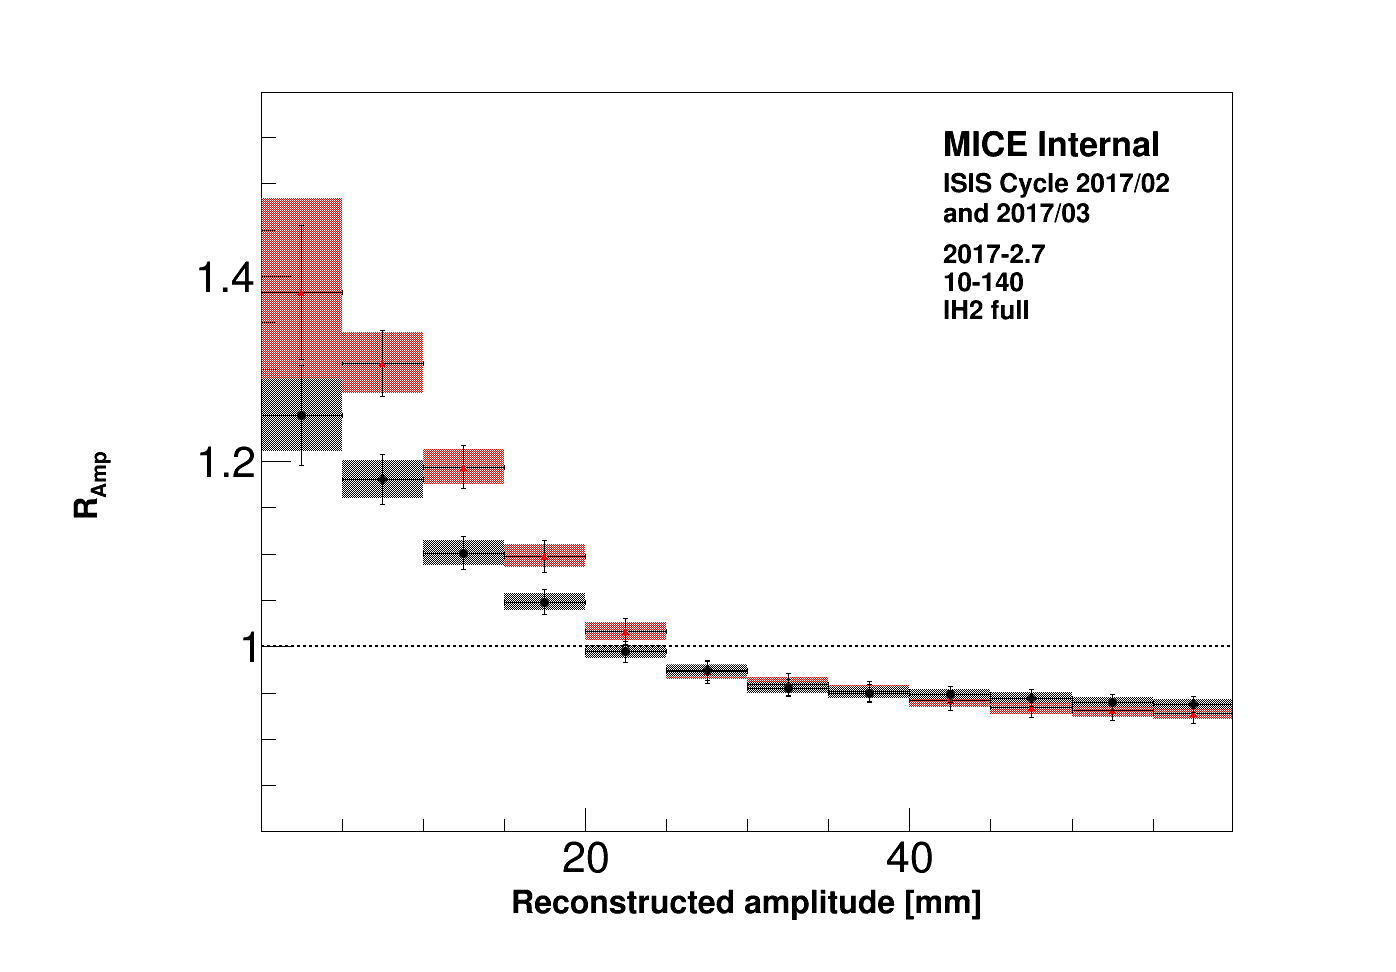 MICE Internal
ISIS Cycle 2017/02
and 2017/03
2017-2.7
10-140
IH2 full
1.4
1.2
1
R_Amp
20 40
Reconstructed amplitude [mm]